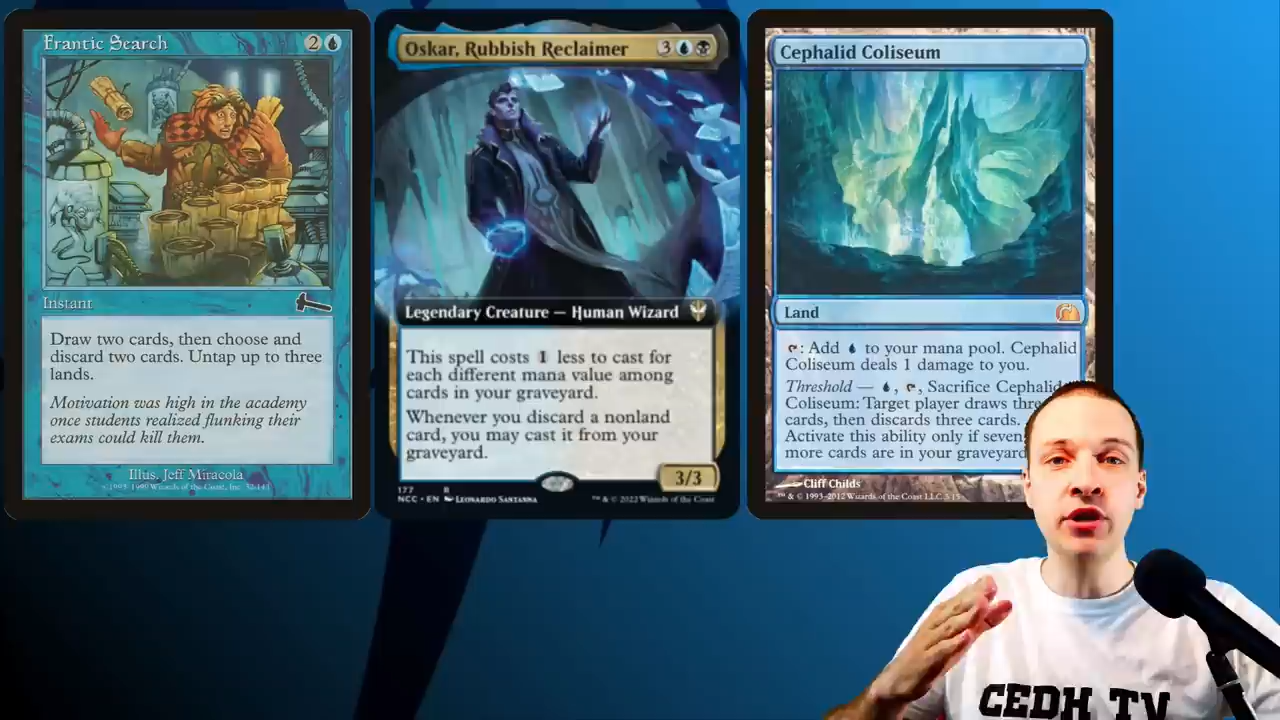 Frantic Search
2
Instant
Draw two cards, then choose and
discard two cards. Untap up to three
lands.
Motivation was high in the academy
once students realized flunking their
exams could kill them.
Illus. Jeff Miracola
Oskar, Rubbish Reclaimer
3
Legendary Creature — Human Wizard
This spell costs 1 less to cast for
each different mana value among
cards in your graveyard.
Whenever you discard a nonland
card, you may cast it from your
graveyard.
3/3
177 R
NCC • EN LEONARDO SANTANNA
™ & © 2022 Wizards of the Coast
Cephalid Coliseum
Land
: Add to your mana pool. Cephalid
Coliseum deals 1 damage to you.
Threshold — , , Sacrifice Cephalid
Coliseum: Target player draws three
cards, then discards three cards.
Activate this ability only if seven
more cards are in your graveyard
Cliff Childs
™ & © 1993–2012 Wizards of the Coast LLC
CEDH TV